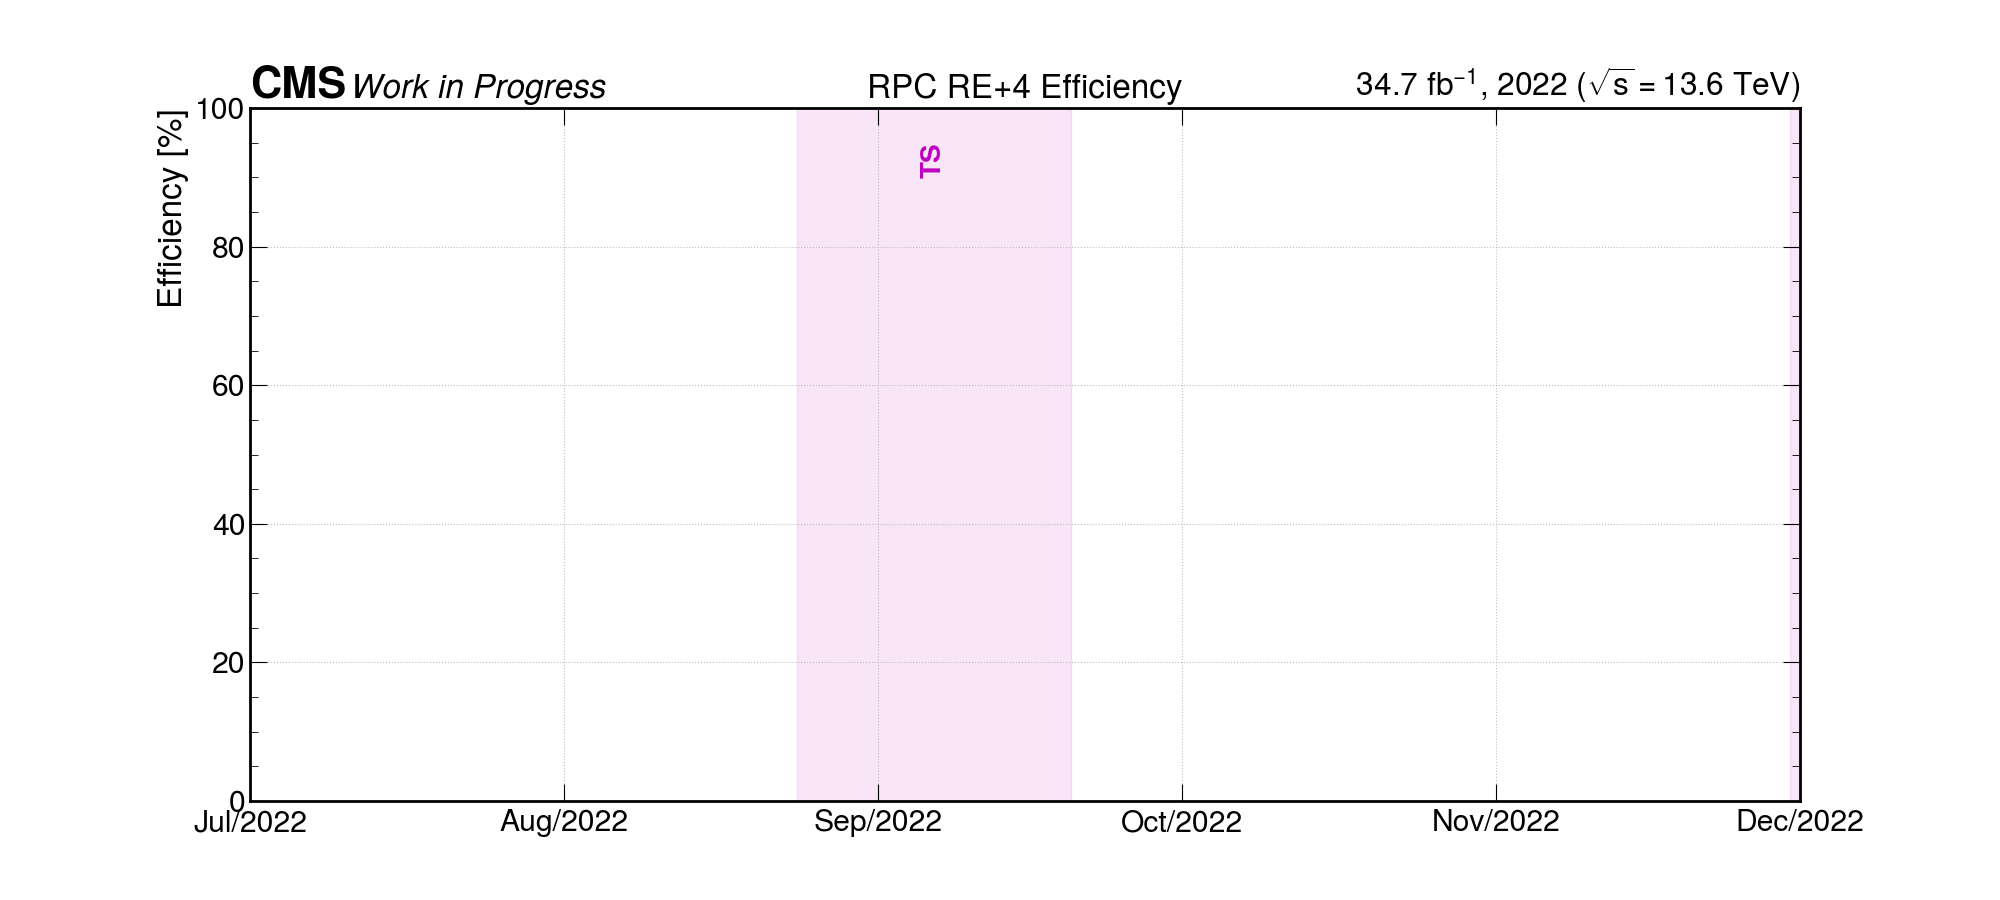 CMS Work in Progress
RPC RE+4 Efficiency
34.7 fb⁻¹, 2022 (√s = 13.6 TeV)
Efficiency [%]
100
80
60
40
20
0
TS
Jul/2022
Aug/2022
Sep/2022
Oct/2022
Nov/2022
Dec/2022